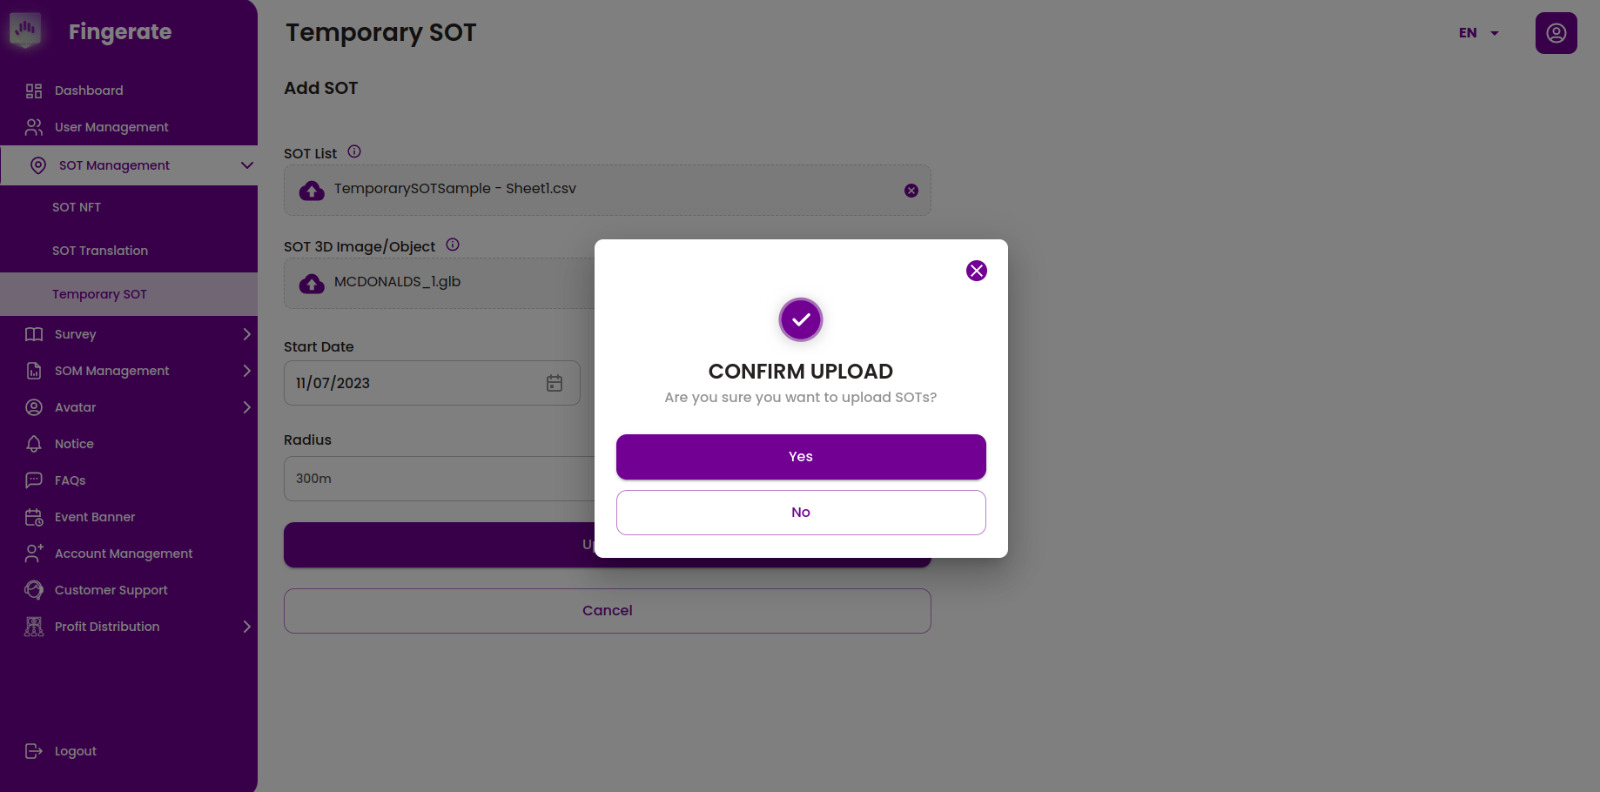 Fingerate
Temporary SOT
EN
Dashboard
User Management
SOT Management
SOT NFT
SOT Translation
Temporary SOT
Survey
SOM Management
Avatar
Notice
FAQs
Event Banner
Account Management
Customer Support
Profit Distribution
Logout
Add SOT
SOT List
TemporarySOTSample - Sheet1.csv
SOT 3D Image/Object
MCDONALDS_1.glb
Start Date
11/07/2023
Radius
300m
Cancel
CONFIRM UPLOAD
Are you sure you want to upload SOTs?
Yes
No